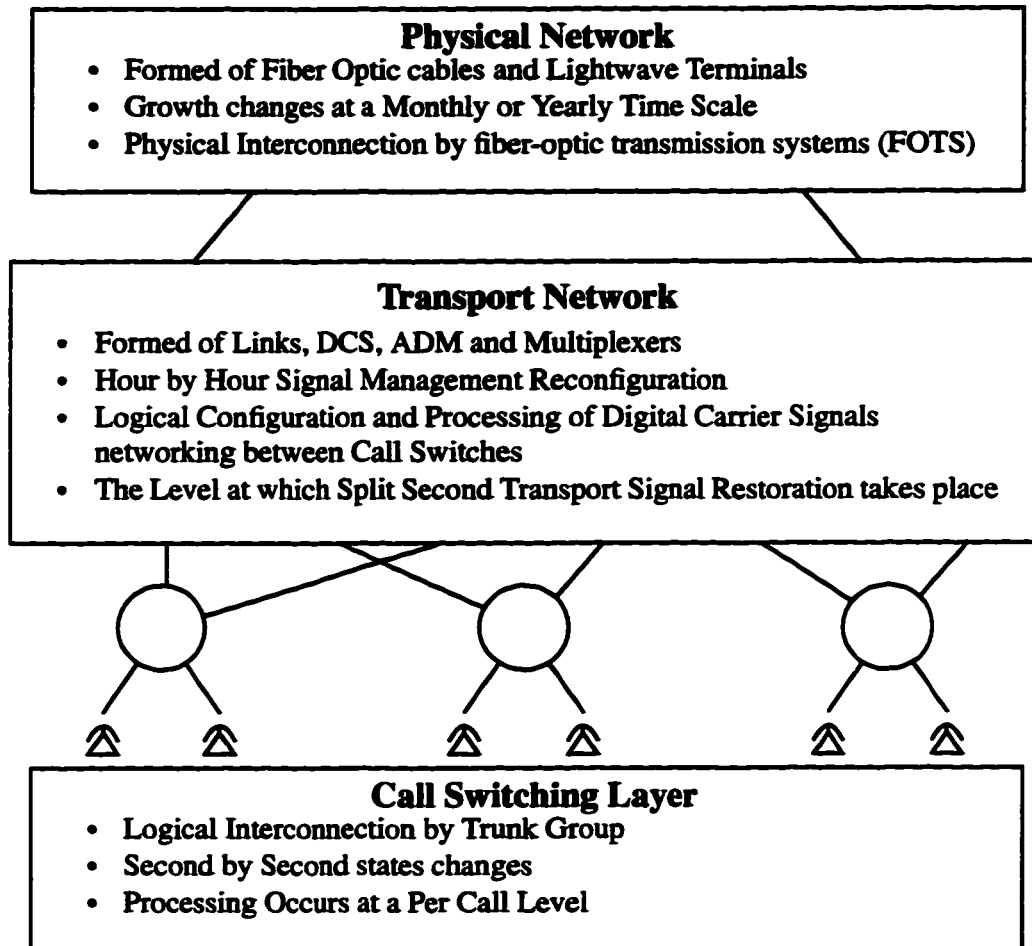 Physical Network
• Formed of Fiber Optic cables and Lightwave Terminals
• Growth changes at a Monthly or Yearly Time Scale
• Physical Interconnection by fiber-optic transmission systems (FOTS)
Transport Network
• Formed of Links, DCS, ADM and Multiplexers
• Hour by Hour Signal Management Reconfiguration
• Logical Configuration and Processing of Digital Carrier Signals
networking between Call Switches
• The Level at which Split Second Transport Signal Restoration takes place
Call Switching Layer
• Logical Interconnection by Trunk Group
• Second by Second states changes
• Processing Occurs at a Per Call Level